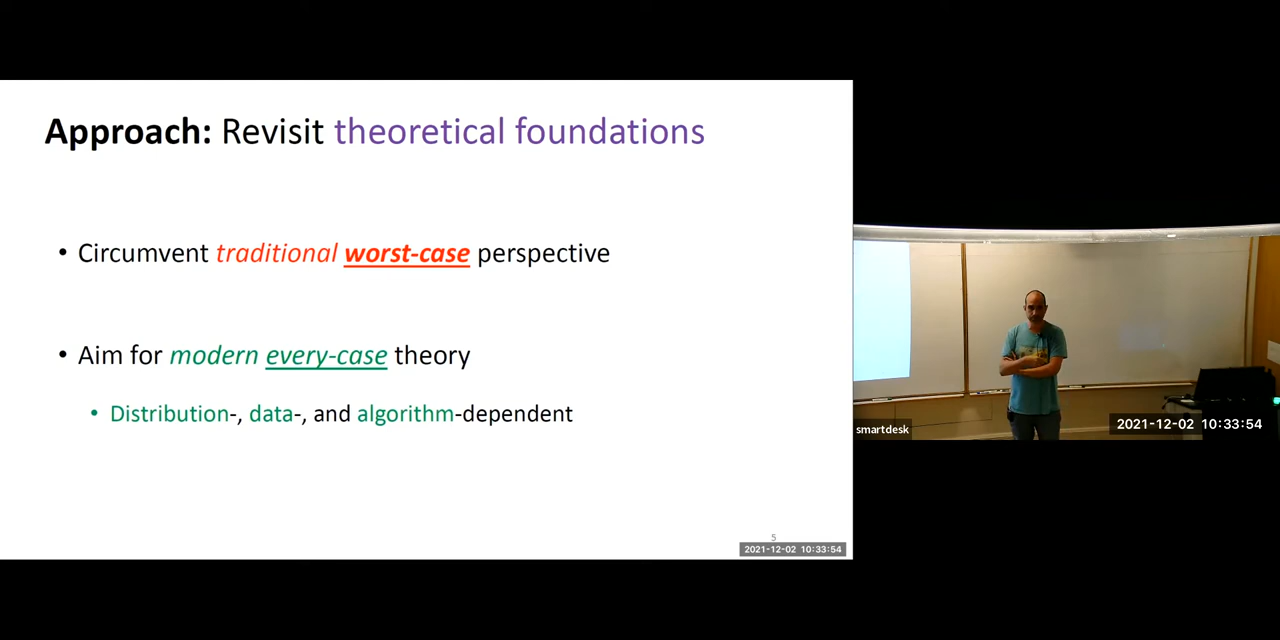 Approach: Revisit theoretical foundations
• Circumvent traditional worst-case perspective
• Aim for modern every-case theory
• Distribution-, data-, and algorithm-dependent
5
2021-12-02 10:33:54
smartdesk
2021-12-02 10:33:54